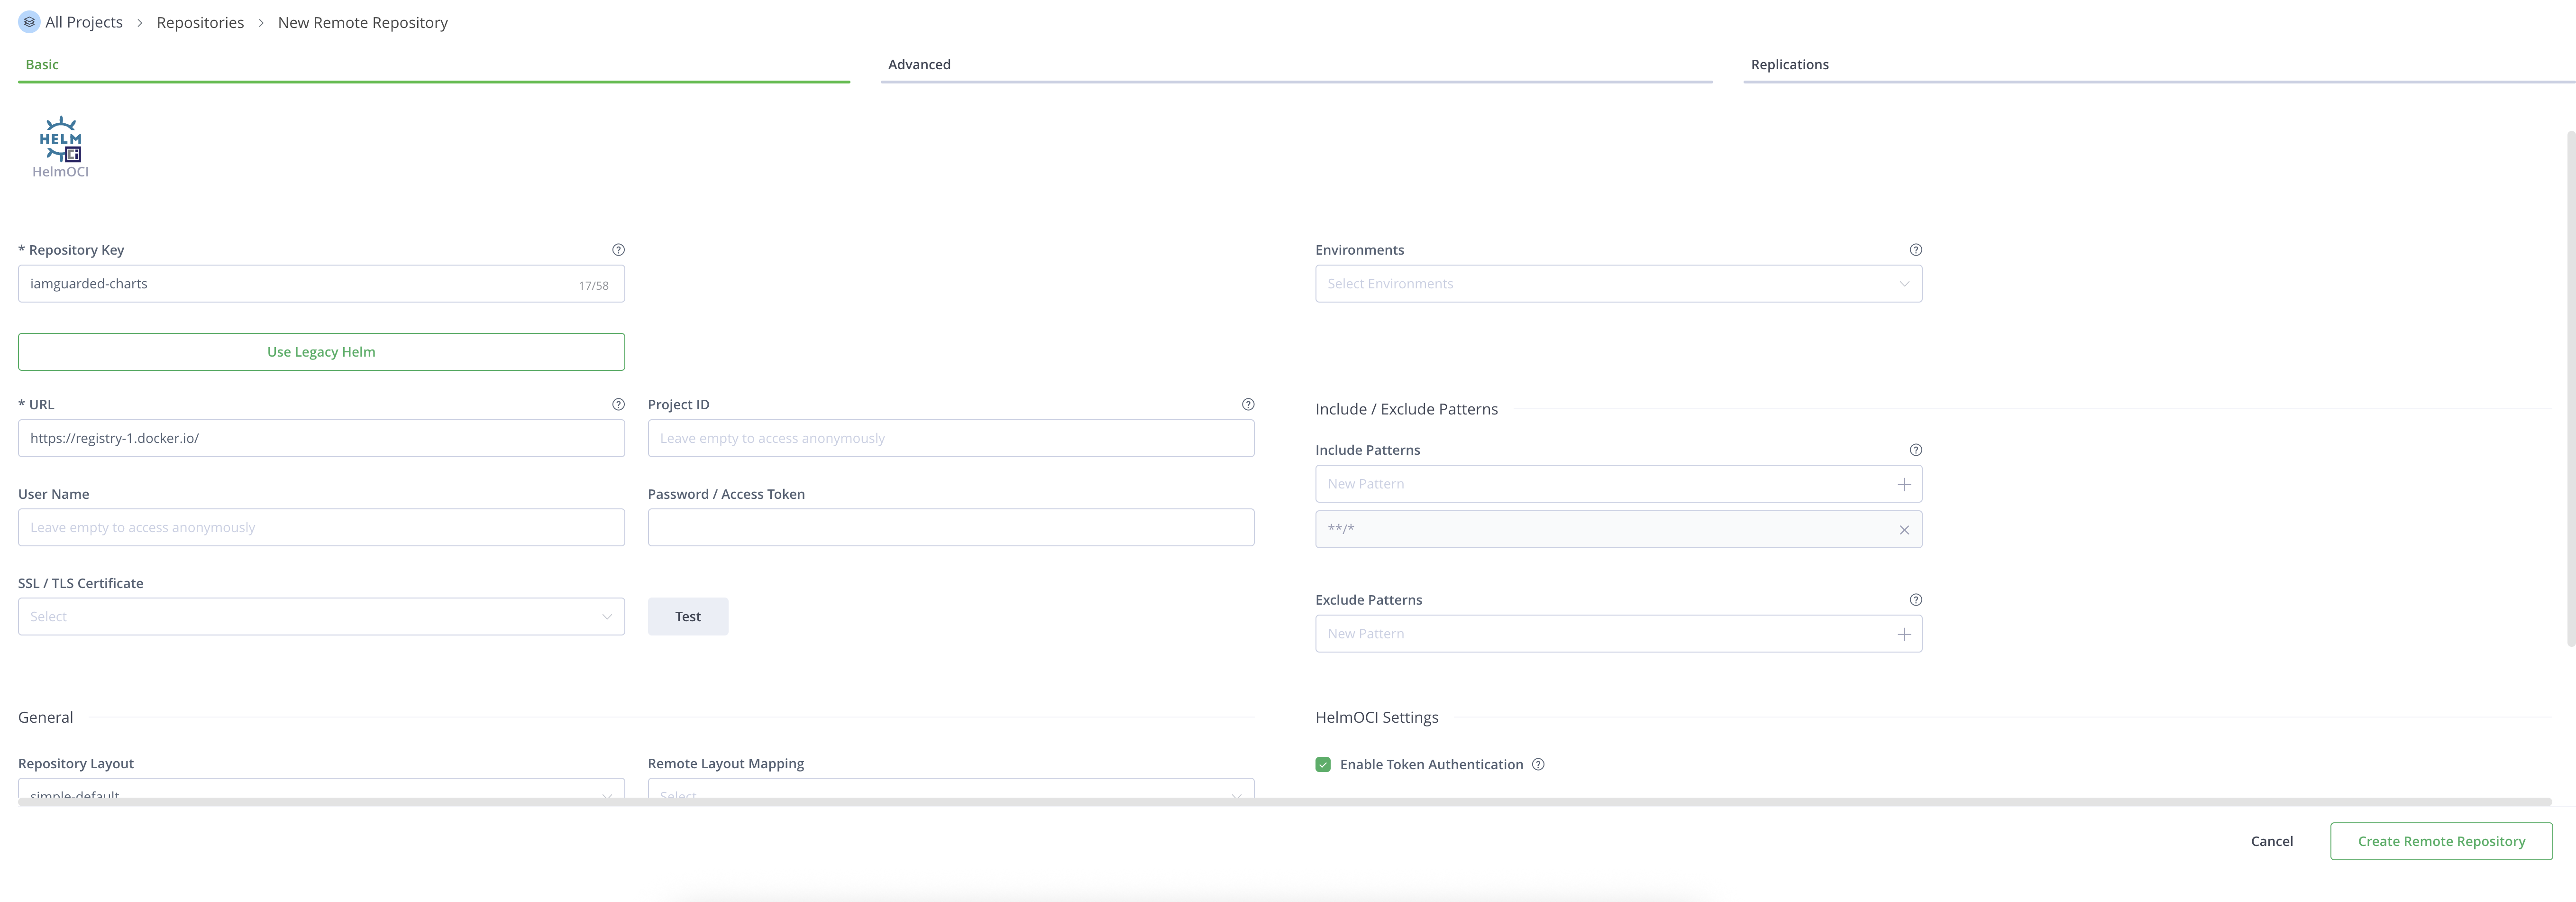 All Projects > Repositories > New Remote Repository
Basic
Advanced
Replications
HELM
HelmOCI
* Repository Key
iamguarded-charts
17/58
Environments
Select Environments
Use Legacy Helm
* URL
https://registry-1.docker.io/
Project ID
Leave empty to access anonymously
User Name
Leave empty to access anonymously
Password / Access Token
SSL / TLS Certificate
Select
Test
Include / Exclude Patterns
Include Patterns
New Pattern
**/*
Exclude Patterns
New Pattern
General
Repository Layout
simple-default
Remote Layout Mapping
Select
HelmOCI Settings
Enable Token Authentication
Cancel
Create Remote Repository